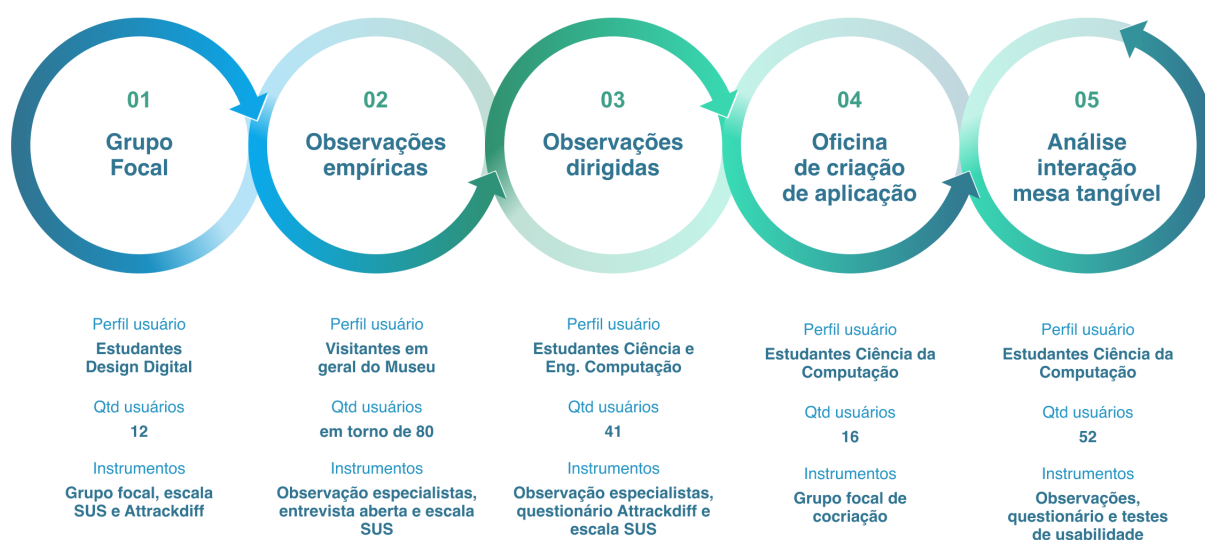 01
Grupo
Focal
02
Observações
empíricas
03
Observações
dirigidas
04
Oficina
de criação
de aplicação
05
Análise
interação
mesa tangível
Perfil usuário
Estudantes
Design Digital
Qtd usuários
12
Instrumentos
Grupo focal, escala
SUS e Attrackdiff
Perfil usuário
Visitantes em
geral do Museu
Qtd usuários
em torno de 80
Instrumentos
Observação especialistas,
entrevista aberta e escala
SUS
Perfil usuário
Estudantes Ciência e
Eng. Computação
Qtd usuários
41
Instrumentos
Observação especialistas,
questionário Attrackdiff e
escala SUS
Perfil usuário
Estudantes Ciência da
Computação
Qtd usuários
16
Instrumentos
Grupo focal de
cocriação
Perfil usuário
Estudantes Ciência da
Computação
Qtd usuários
52
Instrumentos
Observações,
questionário e testes
de usabilidade